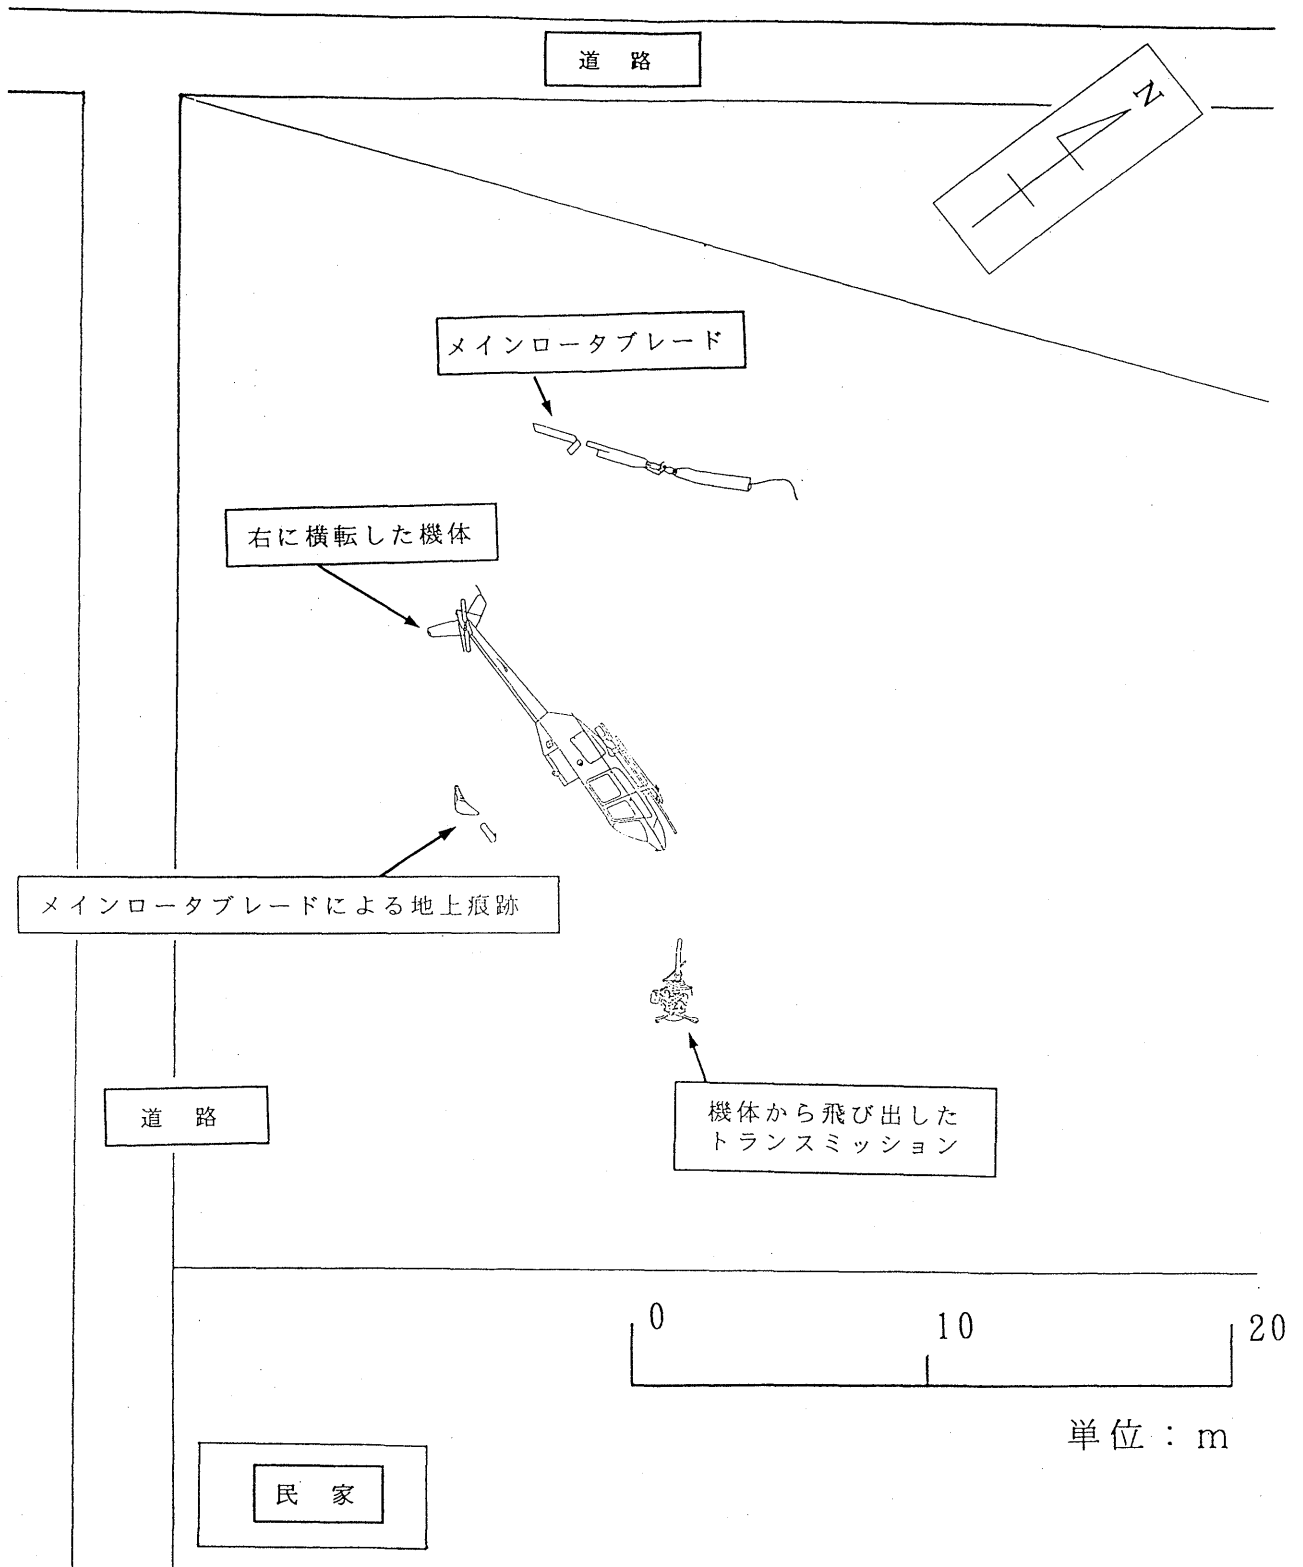 道 路
N
メインロータブレード
右に横転した機体
メインロータブレードによる地上痕跡
道 路
機体から飛び出した
トランスミッション
0 10 20
単位：m
民 家